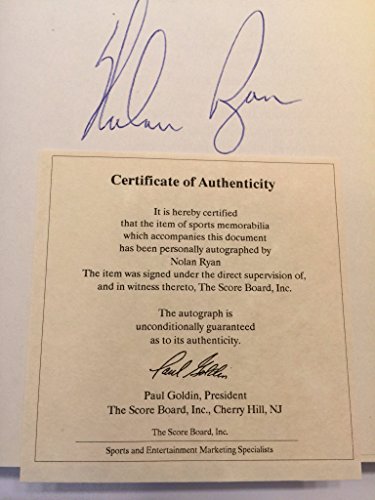 Nolan Ryan
Certificate of Authenticity
It is hereby certified
that the item of sports memorabilia
which accompanies this document
has been personally autographed by
Nolan Ryan
The item was signed under the direct supervision of,
and in witness thereto, The Score Board, Inc.
The autograph is
unconditionally guaranteed
as to its authenticity.
Paul Goldin
Paul Goldin, President
The Score Board, Inc., Cherry Hill, NJ
The Score Board, Inc.
Sports and Entertainment Marketing Specialists